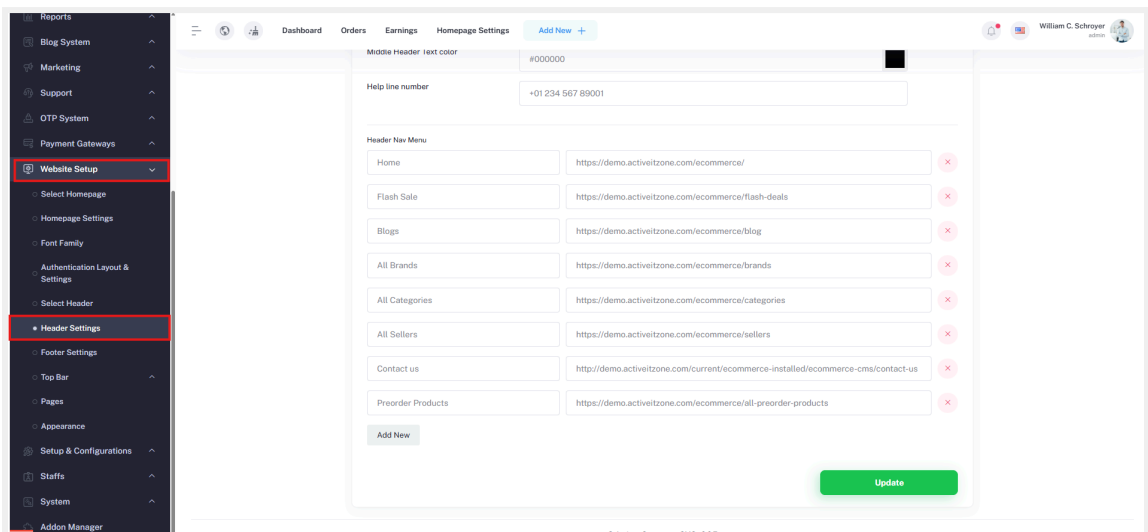 Reports
Blog System
Marketing
Support
OTP System
Payment Gateways
Website Setup
Select Homepage
Homepage Settings
Font Family
Authentication Layout &
Settings
Select Header
Header Settings
Footer Settings
Top Bar
Pages
Appearance
Setup & Configurations
Staffs
System
Addon Manager
Dashboard Orders Earnings Homepage Settings Add New +
William C. Schroyer
admin
Middle Header Text color
#000000
Help line number
+01 234 567 89001
Header Nav Menu
Home https://demo.activeitzone.com/ecommerce/
Flash Sale https://demo.activeitzone.com/ecommerce/flash-deals
Blogs https://demo.activeitzone.com/ecommerce/blog
All Brands https://demo.activeitzone.com/ecommerce/brands
All Categories https://demo.activeitzone.com/ecommerce/categories
All Sellers https://demo.activeitzone.com/ecommerce/sellers
Contact us http://demo.activeitzone.com/current/ecommerce-installed/ecommerce-cms/contact-us
Preorder Products https://demo.activeitzone.com/ecommerce/all-preorder-products
Add New
Update